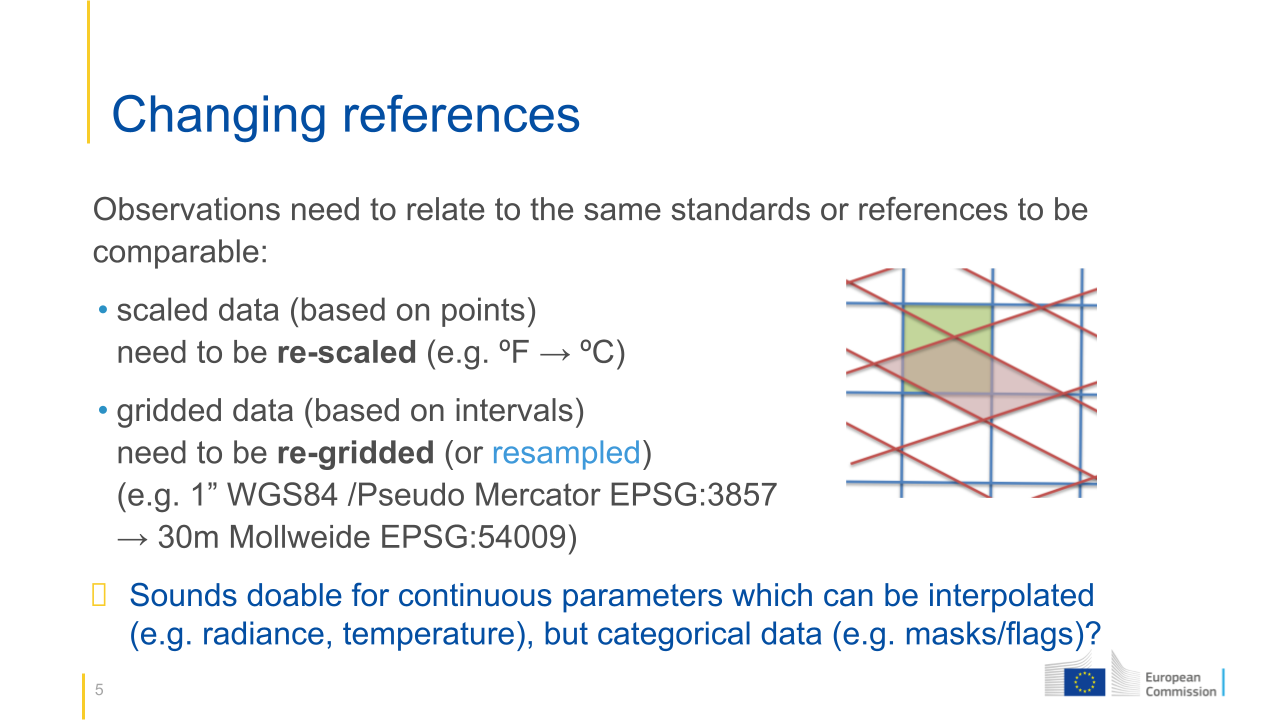 Changing references
Observations need to relate to the same standards or references to be
comparable:
• scaled data (based on points)
need to be re-scaled (e.g. ºF → ºC)
• gridded data (based on intervals)
need to be re-gridded (or resampled)
(e.g. 1” WGS84 /Pseudo Mercator EPSG:3857
→ 30m Mollweide EPSG:54009)
Sounds doable for continuous parameters which can be interpolated
(e.g. radiance, temperature), but categorical data (e.g. masks/flags)?
5
European
Commission